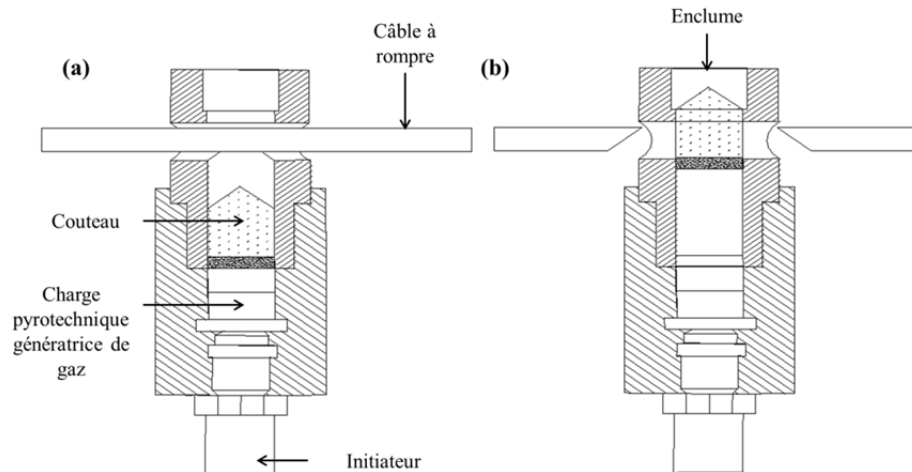 Enclume
Câble à
rompre
(a)
(b)
Couteau
Charge
pyrotechnique
génératrice de
gaz
Initiateur